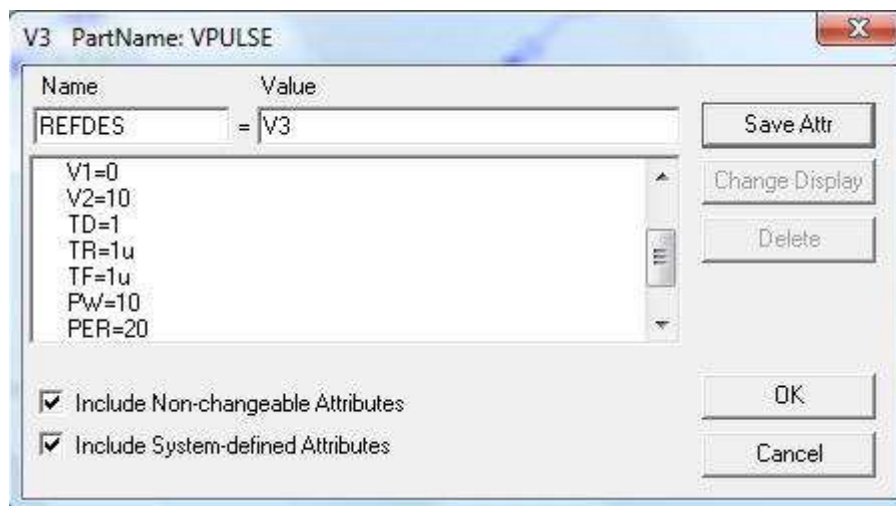 V3 PartName: VPULSE
Name Value
REFDES = V3
Save Attr
V1=0
V2=10
TD=1
TR=1u
TF=1u
PW=10
PER=20
Change Display
Delete
Include Non-changeable Attributes
Include System-defined Attributes
OK
Cancel